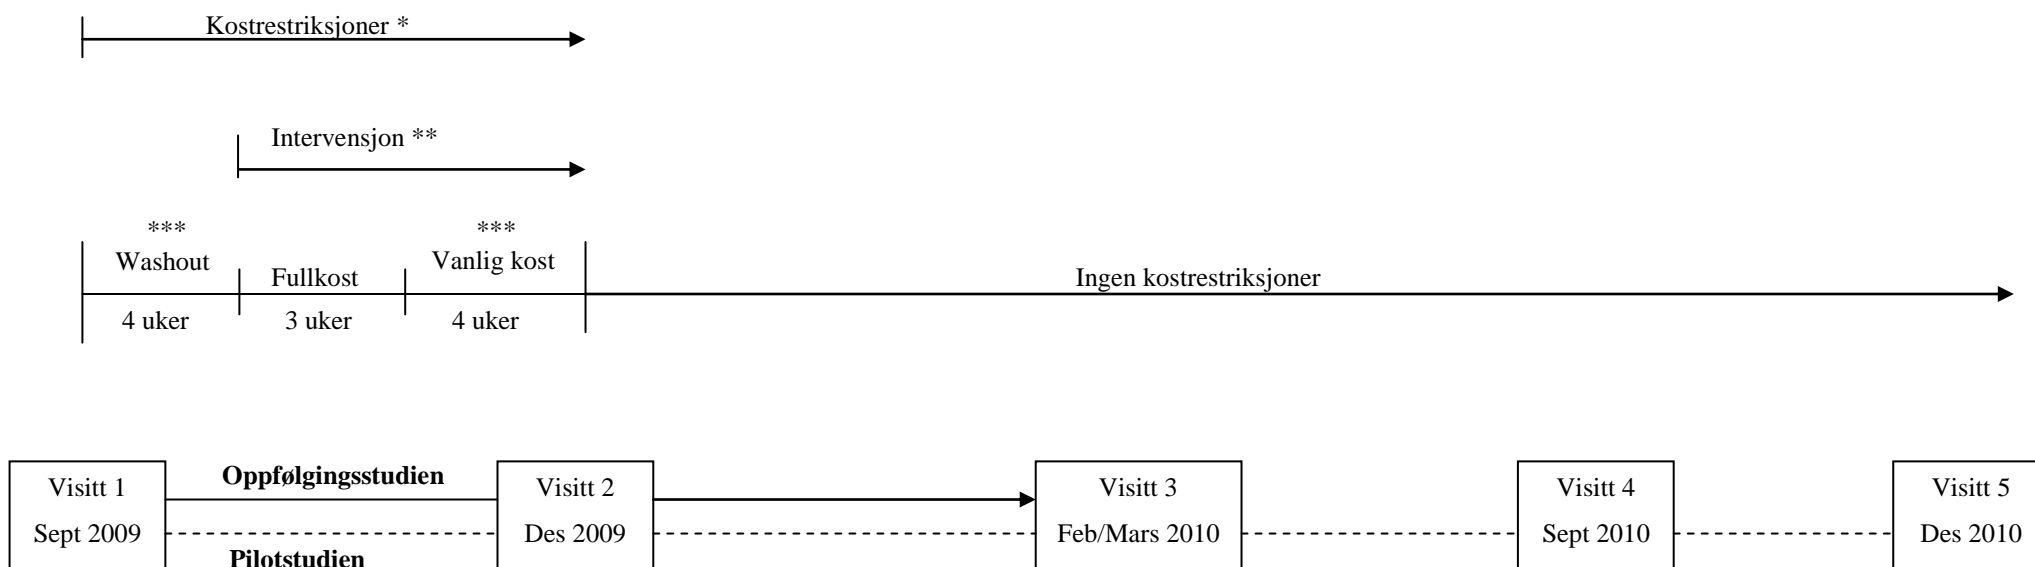 Kostrestriksjoner *
Intervensjon **
*** ***
Washout Fullkost Vanlig kost Ingen kostrestriksjoner
4 uker 3 uker 4 uker
Visitt 1 Oppfølgingsstudien Visitt 2 Visitt 3 Visitt 4 Visitt 5
Sept 2009 Des 2009 Feb/Mars 2010 Sept 2010 Des 2010
Pilotstudien